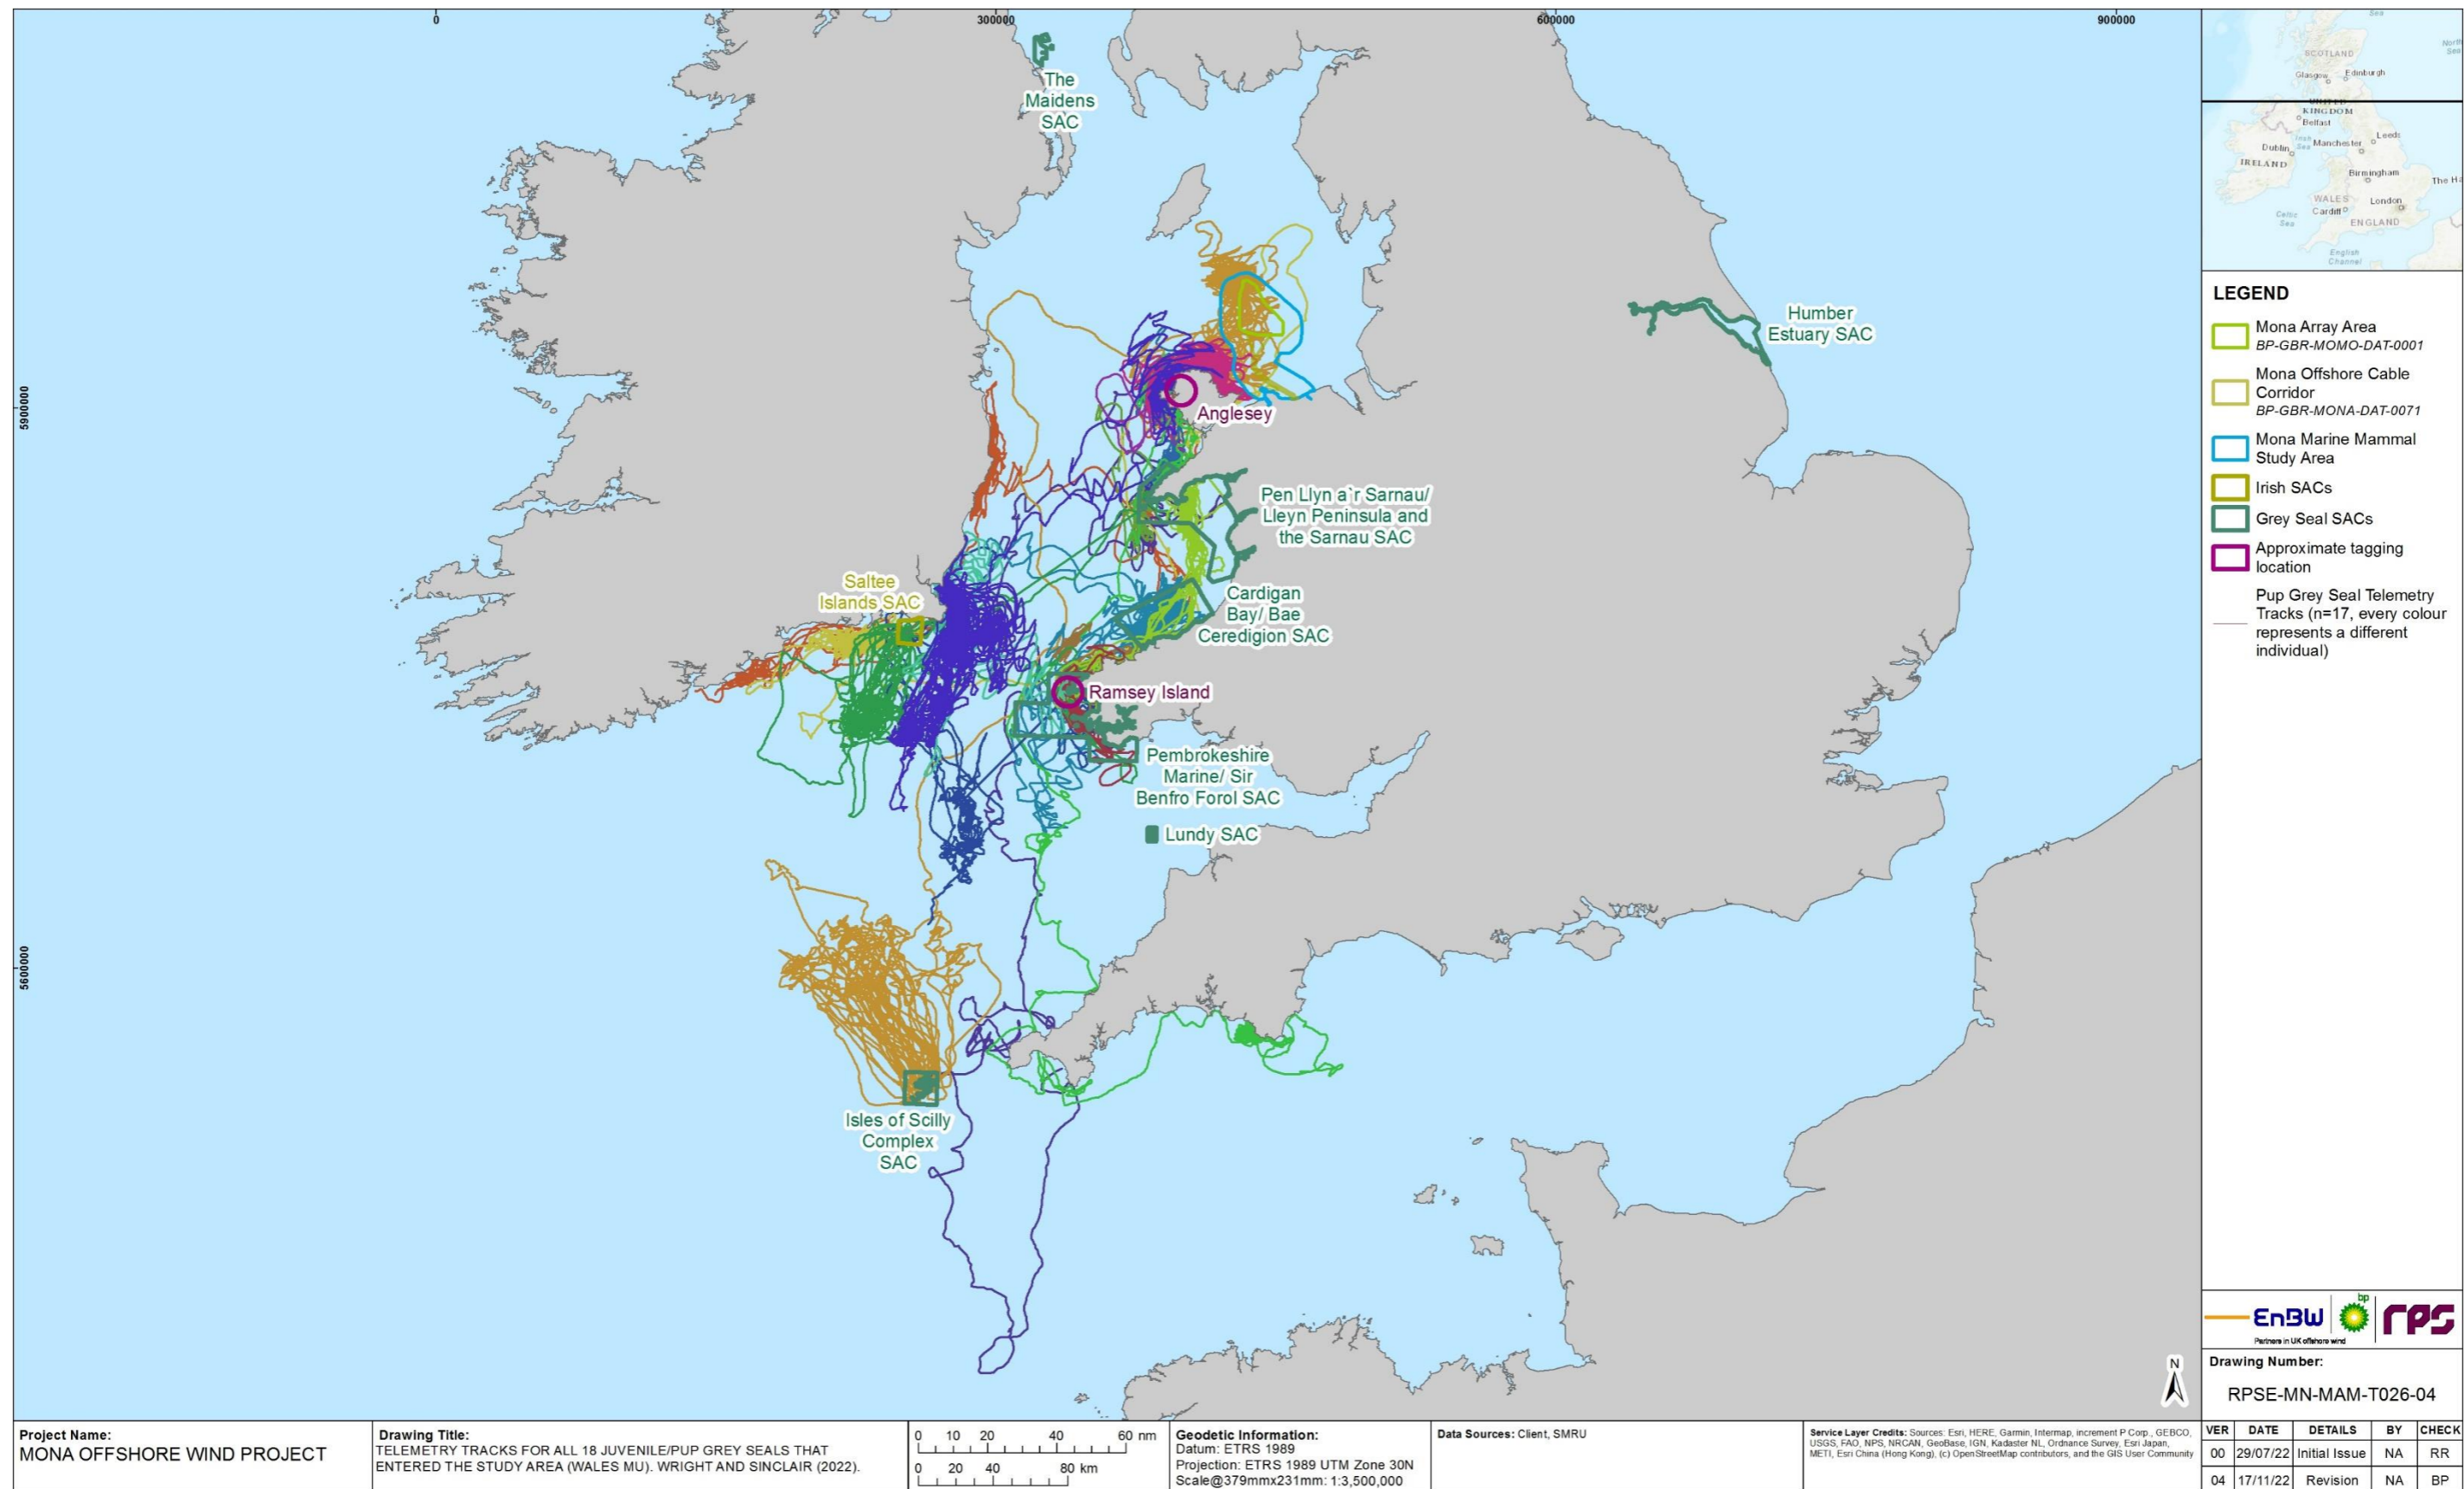 0
300000
600000
900000
5900000
5600000
The
Maidens
SAC
Humber
Estuary SAC
Anglesey
Pen Llyn a`r Sarnau/
Lleyn Peninsula and
the Sarnau SAC
Saltee
Islands SAC
Cardigan
Bay/ Bae
Ceredigion SAC
Ramsey Island
Pembrokeshire
Marine/ Sir
Benfro Forol SAC
Lundy SAC
Isles of Scilly
Complex
SAC
N
Sea
SCOTLAND
North
Sea
Glasgow
Edinburgh
UNITED
KINGDOM
Belfast
Irish
Sea
Leeds
Manchester
Dublin
IRELAND
Birmingham
The Ha
WALES
London
Cardiff
ENGLAND
Celtic
Sea
English
Channel
LEGEND
Mona Array Area
BP-GBR-MOMO-DAT-0001
Mona Offshore Cable
Corridor
BP-GBR-MONA-DAT-0071
Mona Marine Mammal
Study Area
Irish SACs
Grey Seal SACs
Approximate tagging
location
Pup Grey Seal Telemetry
Tracks (n=17, every colour
represents a different
individual)
EnBW
bp
rps
Partners in UK offshore wind
Drawing Number:
RPSE-MN-MAM-T026-04
VER DATE DETAILS BY CHECK
00 29/07/22 Initial Issue NA RR
04 17/11/22 Revision NA BP
Project Name:
MONA OFFSHORE WIND PROJECT
Drawing Title:
TELEMETRY TRACKS FOR ALL 18 JUVENILE/PUP GREY SEALS THAT
ENTERED THE STUDY AREA (WALES MU). WRIGHT AND SINCLAIR (2022).
0 10 20 40 60 nm
0 20 40 80 km
Geodetic Information:
Datum: ETRS 1989
Projection: ETRS 1989 UTM Zone 30N
Scale@379mmx231mm: 1:3,500,000
Data Sources: Client, SMRU
Service Layer Credits: Sources: Esri, HERE, Garmin, Intermap, increment P Corp., GEBCO,
USGS, FAO, NPS, NRCAN, GeoBase, IGN, Kadaster NL, Ordnance Survey, Esri Japan,
METI, Esri China (Hong Kong), (c) OpenStreetMap contributors, and the GIS User Community